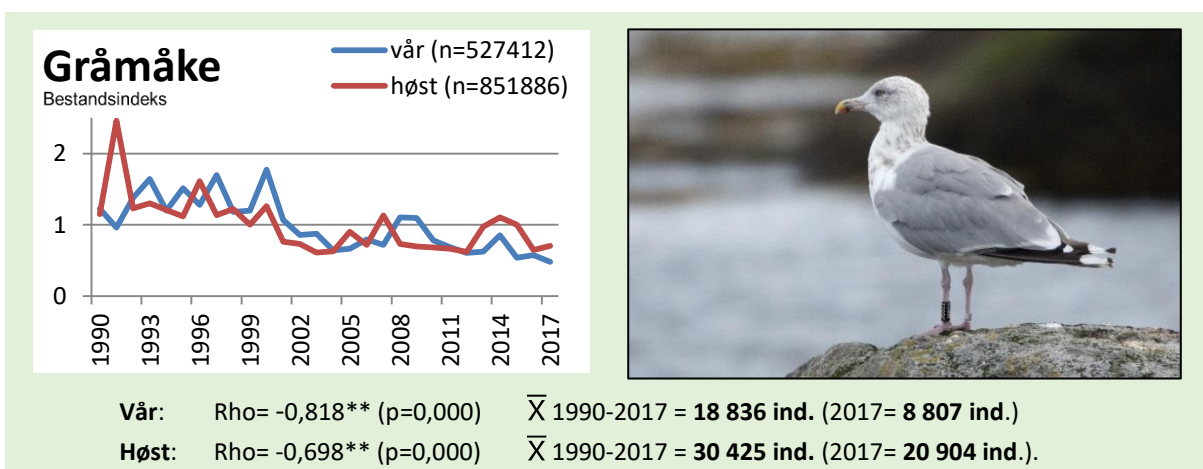 Gråmåke
Bestandsindeks
vår (n=527412)
høst (n=851886)
2
1
0
1990
1993
1996
1999
2002
2005
2008
2011
2014
2017
Vår: Rho= -0,818** (p=0,000) X̅ 1990-2017 = 18 836 ind. (2017= 8 807 ind.)
Høst: Rho= -0,698** (p=0,000) X̅ 1990-2017 = 30 425 ind. (2017= 20 904 ind.).